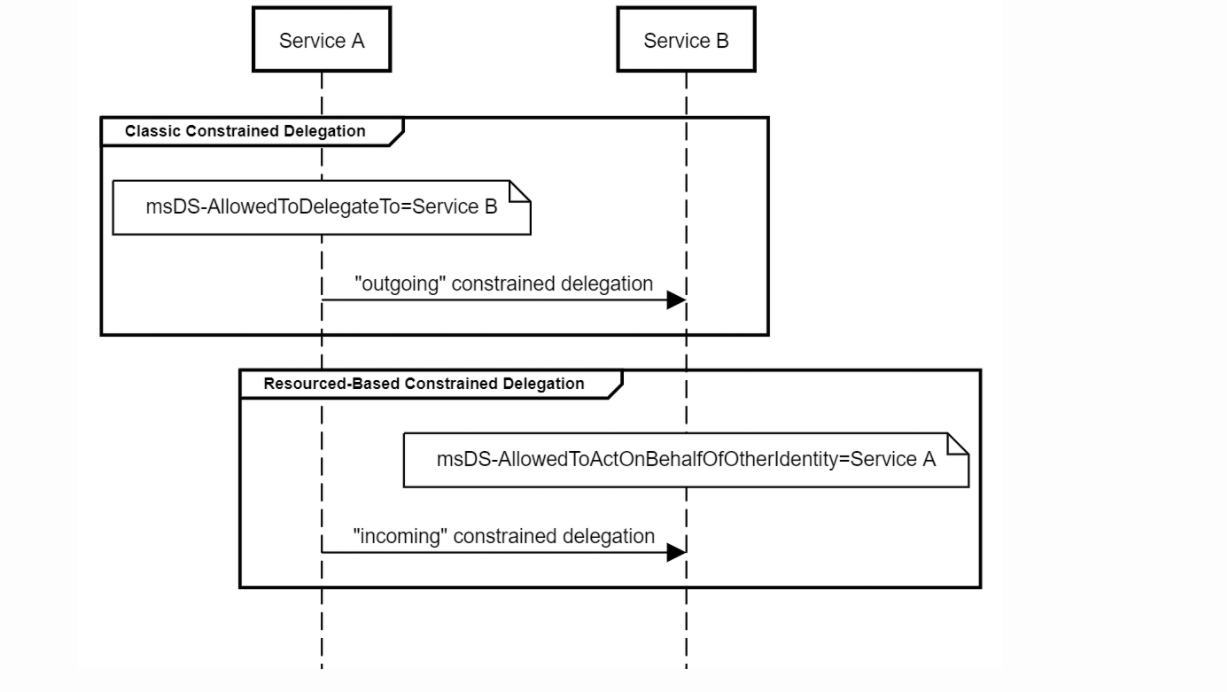 Service A
Service B
Classic Constrained Delegation
msDS-AllowedToDelegateTo=Service B
"outgoing" constrained delegation
Resourced-Based Constrained Delegation
msDS-AllowedToActOnBehalfOfOtherIdentity=Service A
"incoming" constrained delegation